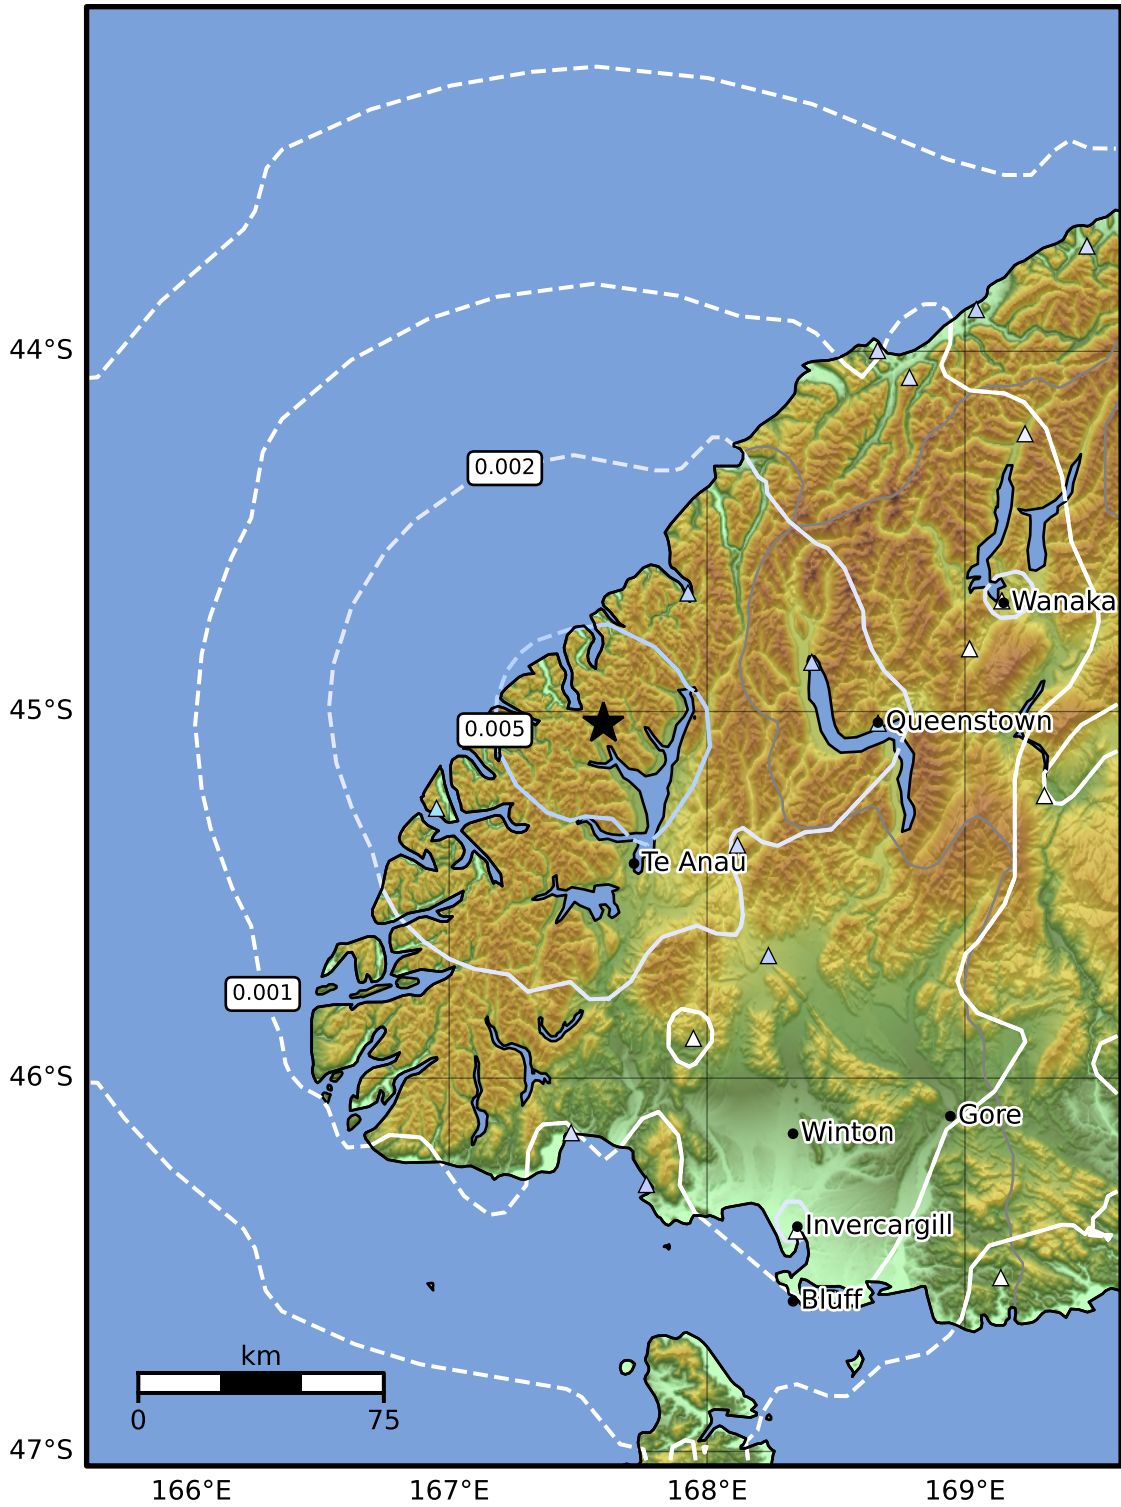 44°S
0.002
Wanaka
45°S
Queenstown
0.005
Te Anau
0.001
46°S
Gore
Winton
Invercargill
Bluff
km
0
75
47°S
166°E
167°E
168°E
169°E